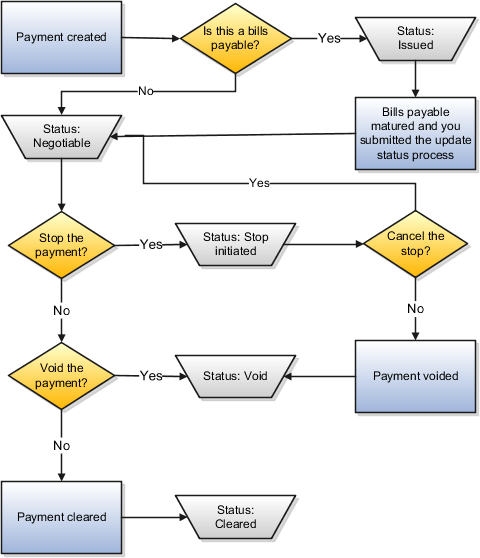 Payment created
Is this a bills
payable?
Yes
Status:
Issued
No
Status:
Negotiable
Bills payable
matured and you
submitted the update
status process
Yes
Stop the
payment?
Yes
Status: Stop
initiated
Cancel the
stop?
No
No
Void the
payment?
Yes
Status: Void
Payment voided
No
Payment cleared
Status:
Cleared